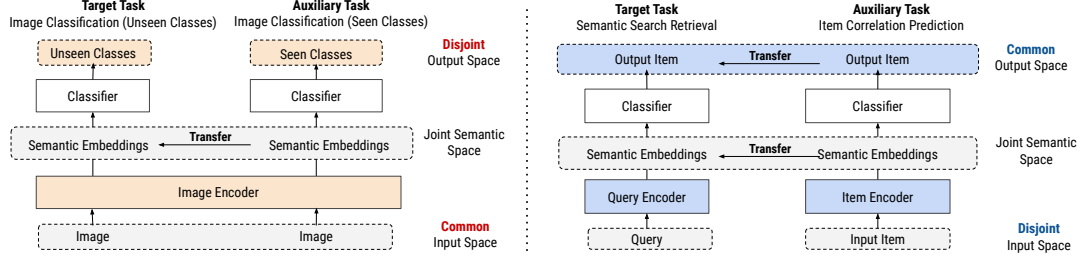 Target Task
Image Classification (Unseen Classes)
Auxiliary Task
Image Classification (Seen Classes)
Unseen Classes
Seen Classes
Disjoint
Output Space
Classifier
Classifier
Semantic Embeddings
Transfer
Semantic Embeddings
Joint Semantic
Space
Image Encoder
Image
Image
Common
Input Space
Target Task
Semantic Search Retrieval
Auxiliary Task
Item Correlation Prediction
Output Item
Transfer
Output Item
Common
Output Space
Classifier
Classifier
Semantic Embeddings
Transfer
Semantic Embeddings
Joint Semantic
Space
Query Encoder
Item Encoder
Query
Input Item
Disjoint
Input Space